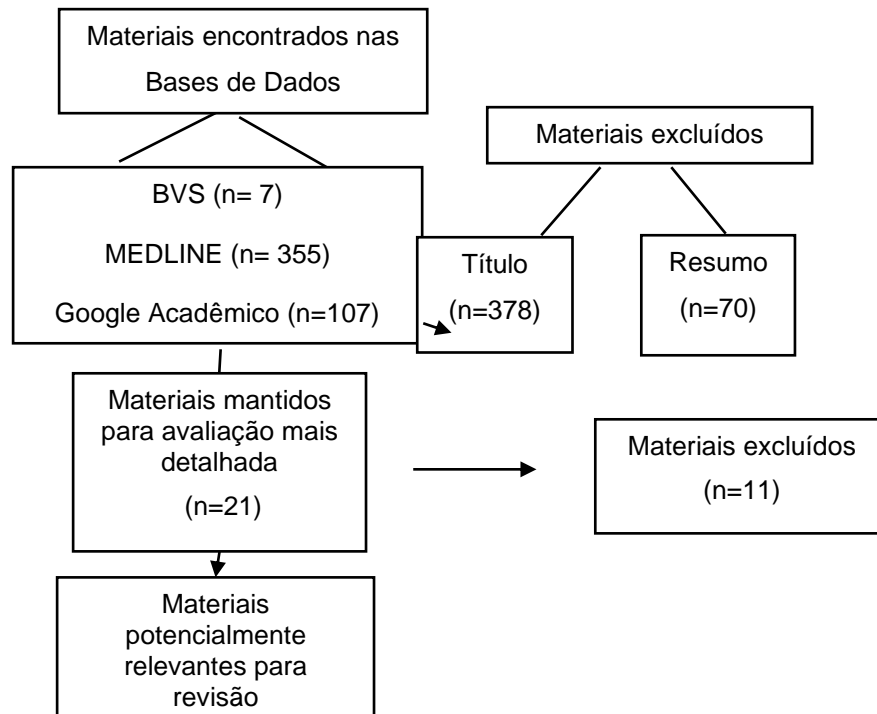 Materiais encontrados nas
Bases de Dados
Materiais excluídos
BVS (n= 7)
MEDLINE (n= 355)
Google Acadêmico (n=107)
Título
(n=378)
Resumo
(n=70)
Materiais mantidos
para avaliação mais
detalhada
(n=21)
Materiais excluídos
(n=11)
Materiais
potencialmente
relevantes para
revisão